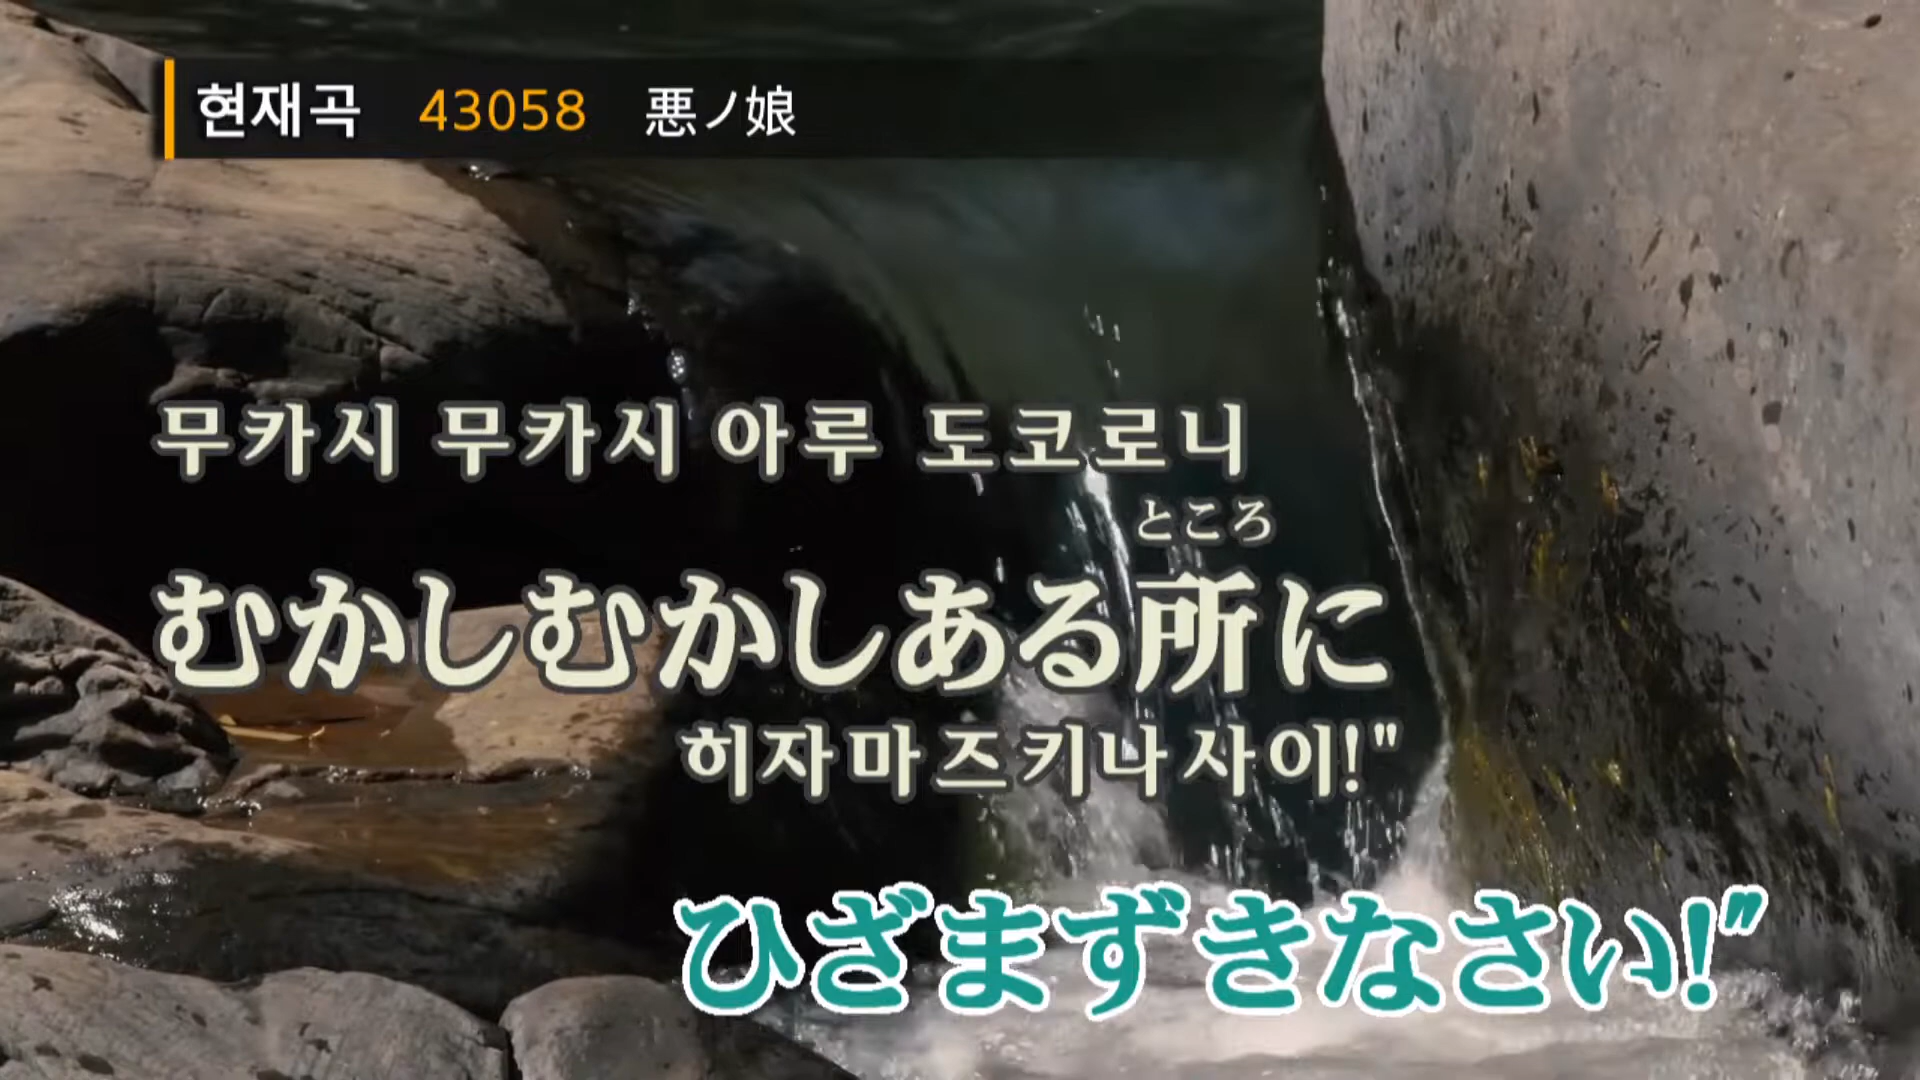 현재곡 43058 悪ノ娘
무카시 무카시 아루 도코로니
ところ
むかしむかしある所に
히자마즈키나사이!"
ひざまずきなさい!"